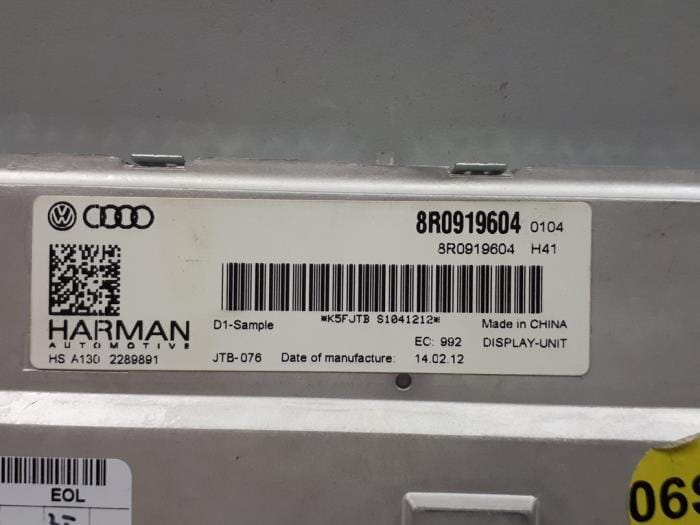 8R0919604 0104
8R0919604 H41
HARMAN
AUTOMOTIVE
D1-Sample
*K5FJTB S1041212*
Made in CHINA
EC: 992
DISPLAY-UNIT
HS A130 2289891
JTB-076
Date of manufacture:
14.02.12
EOL
06S